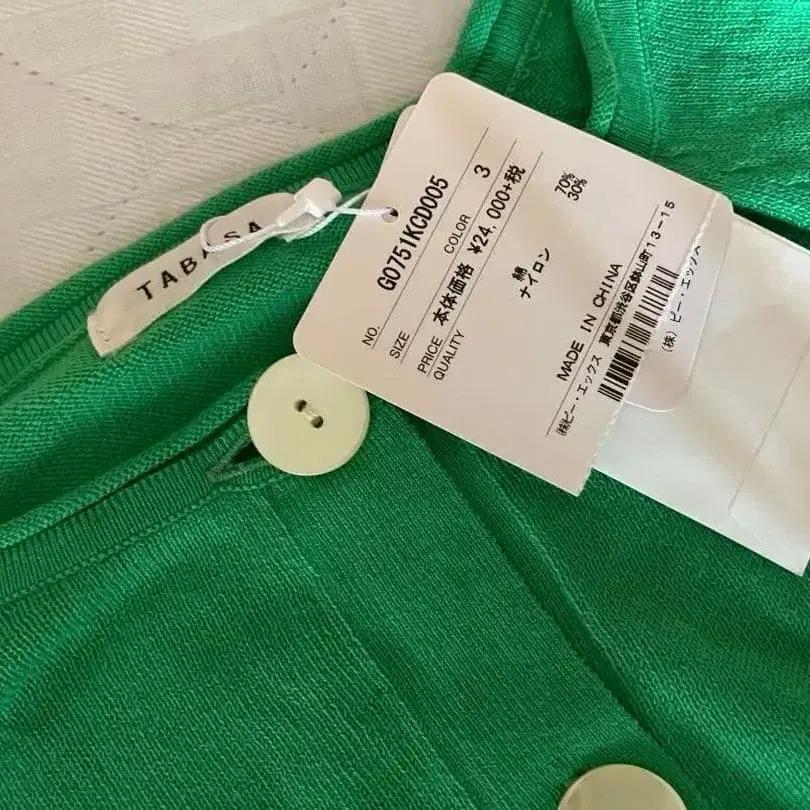 TABASA
NO. G0751KCD005
SIZE COLOR 3
PRICE 本体価格 ¥24,000+税
QUALITY
綿 70%
ナイロン 30%
MADE IN CHINA
㈱ビー・エックス 東京都渋谷区鉢山町13-15
(株) ビー・エックス